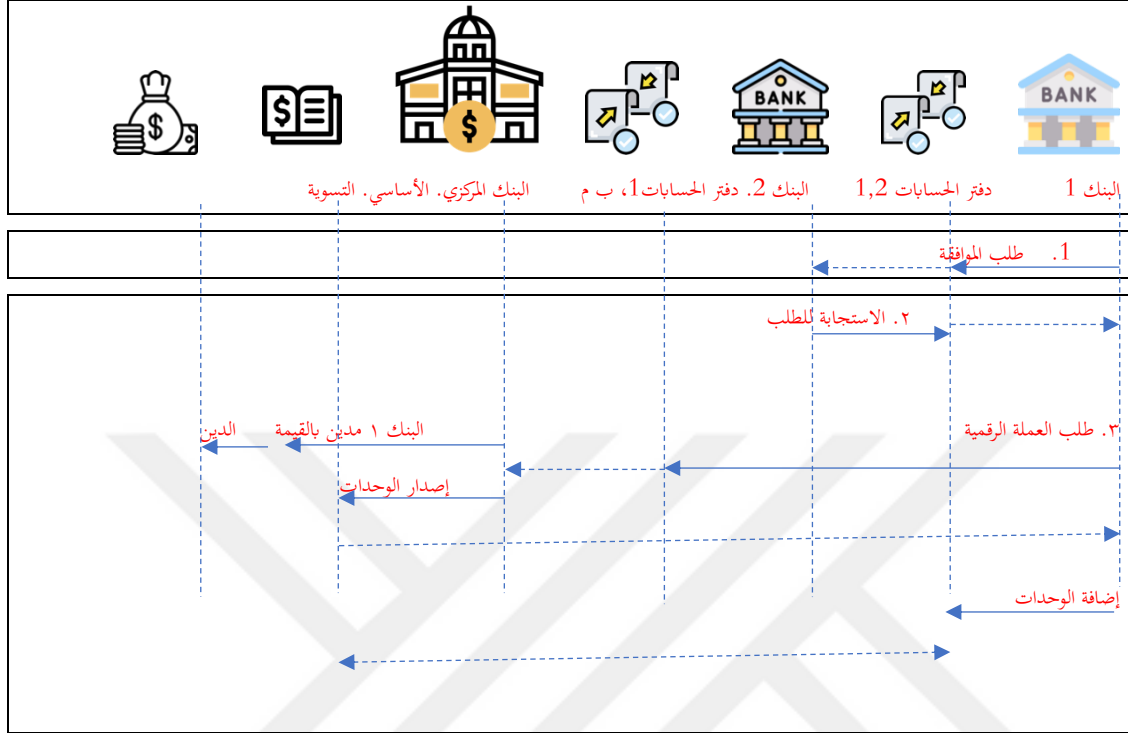 BANK
BANK
البنك 1 دفتر الحسابات 1,2 البنك 2. دفتر الحسابات1، ب م البنك المركزي. الأساسي. التسوية
1. طلب الموافقة
٢. الاستجابة للطلب
٣. طلب العملة الرقمية
البنك ١ مدين بالقيمة
الدين
إصدار الوحدات
إضافة الوحدات